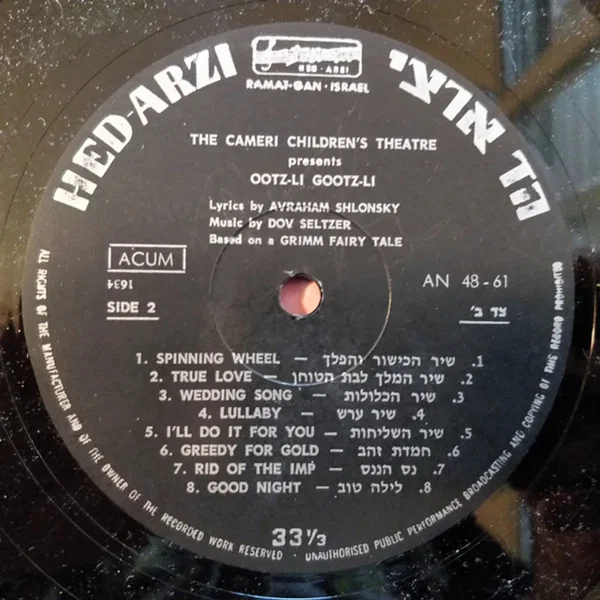 HED-ARZI
הד ארצי
HED - ARZI
RAMAT-GAN · ISRAEL
THE CAMERI CHILDREN'S THEATRE
presents
OOTZ-LI GOOTZ-LI
Lyrics by AVRAHAM SHLONSKY
Music by DOV SELTZER
Based on a GRIMM FAIRY TALE
ACUM
1634
AN 48-61
SIDE 2
צד ב'
1. SPINNING WHEEL — שיר הכישור והפלך .1
2. TRUE LOVE — שיר המלך לבת הטוחן .2
3. WEDDING SONG — שיר הכלולות .3
4. LULLABY — שיר ערש .4
5. I'LL DO IT FOR YOU — שיר השליחות .5
6. GREEDY FOR GOLD — חמדת זהב .6
7. RID OF THE IMP — נס הננס .7
8. GOOD NIGHT — לילה טוב .8
33 1/3
ALL RIGHTS OF THE MANUFACTURER AND OF THE OWNER OF THE RECORDED WORK RESERVED · UNAUTHORISED PUBLIC PERFORMANCE BROADCASTING AND COPYING OF THIS RECORD PROHIBITED